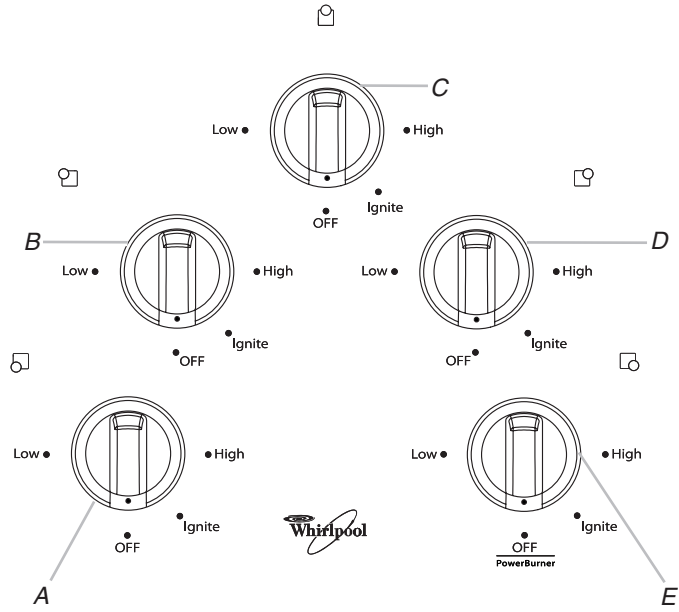 C
Low
High
Ignite
OFF
B
Low
High
Ignite
OFF
D
Low
High
Ignite
OFF
Low
High
Ignite
OFF
A
Whirlpool
Low
High
Ignite
OFF
PowerBurner
E